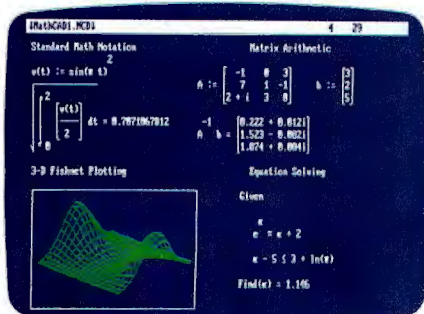 |MathCAD1.MCD| 4 29
Standard Math Notation
2
v(t) := sin(π t)
2
v(t)
2
dt = 0.7071067812
0
Matrix Arithmetic
A := -1 0 3
7 1 -1
2 + i 3 0
b := 3
2
5
-1
A b = 0.222 + 0.012i
1.523 - 0.082i
1.074 + 0.004i
3-D Fishnet Plotting
Equation Solving
Given
x
e ≈ x + 2
x - 5 ≤ 3 + ln(π)
Find(x) = 1.146